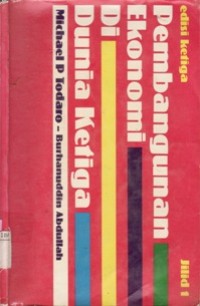 edisi ketiga
Pembangunan
Ekonomi
Di
Dunia Ketiga
Michael P Todaro – Burhanuddin Abdullah
jilid 1